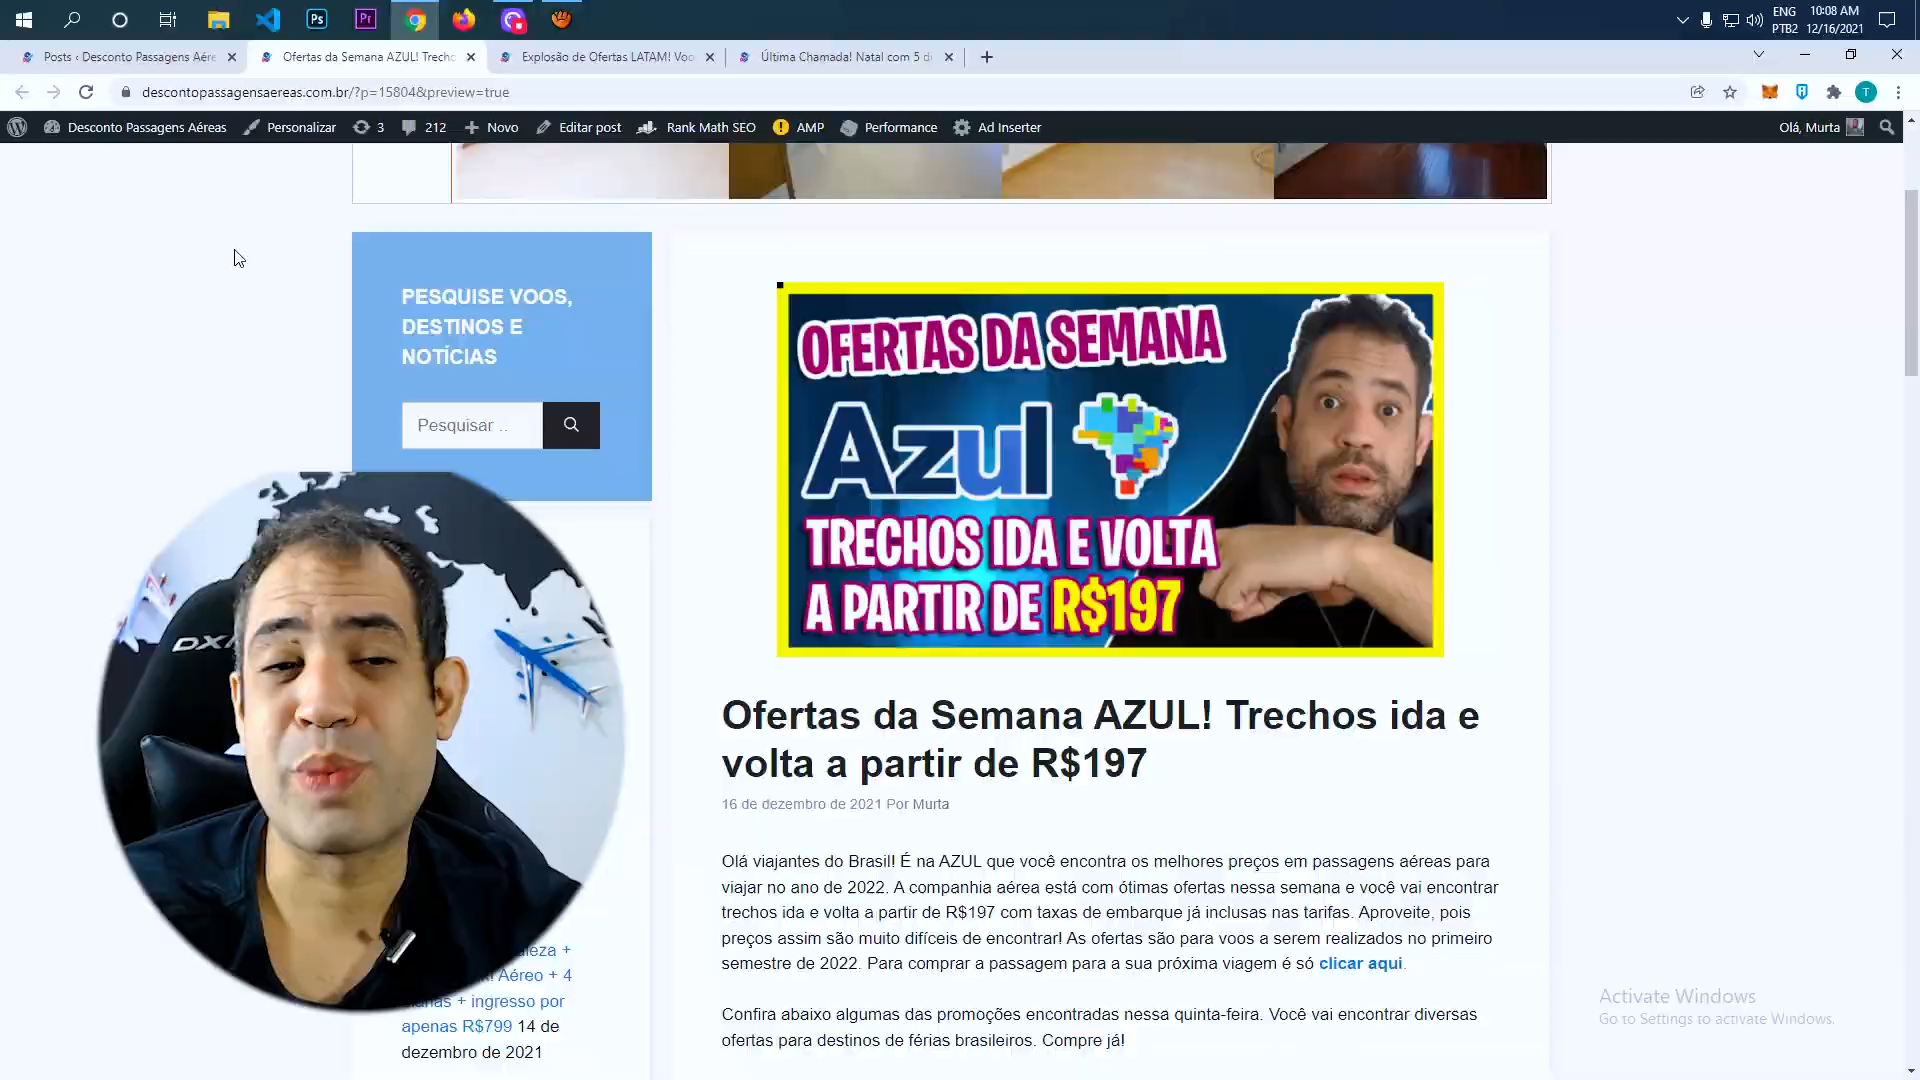 Ps
Pr
ENG
PTB2
10:08 AM
12/16/2021
Posts ‹ Desconto Passagens Aére
Ofertas da Semana AZUL! Trecho
Explosão de Ofertas LATAM! Voo
Última Chamada! Natal com 5 di
descontopassagensaereas.com.br/?p=15804&preview=true
T
Desconto Passagens Aéreas
Personalizar
3
212
Novo
Editar post
Rank Math SEO
AMP
Performance
Ad Inserter
Olá, Murta
PESQUISE VOOS,
DESTINOS E
NOTÍCIAS
Pesquisar ..
OFERTAS DA SEMANA
Azul
TRECHOS IDA E VOLTA
A PARTIR DE R$197
Ofertas da Semana AZUL! Trechos ida e
volta a partir de R$197
16 de dezembro de 2021 Por Murta
Olá viajantes do Brasil! É na AZUL que você encontra os melhores preços em passagens aéreas para
viajar no ano de 2022. A companhia aérea está com ótimas ofertas nessa semana e você vai encontrar
trechos ida e volta a partir de R$197 com taxas de embarque já inclusas nas tarifas. Aproveite, pois
preços assim são muito difíceis de encontrar! As ofertas são para voos a serem realizados no primeiro
semestre de 2022. Para comprar a passagem para a sua próxima viagem é só clicar aqui.
Confira abaixo algumas das promoções encontradas nessa quinta-feira. Você vai encontrar diversas
ofertas para destinos de férias brasileiros. Compre já!
+
Aéreo + 4
+ ingresso por
apenas R$799 14 de
dezembro de 2021
Activate Windows
Go to Settings to activate Windows.